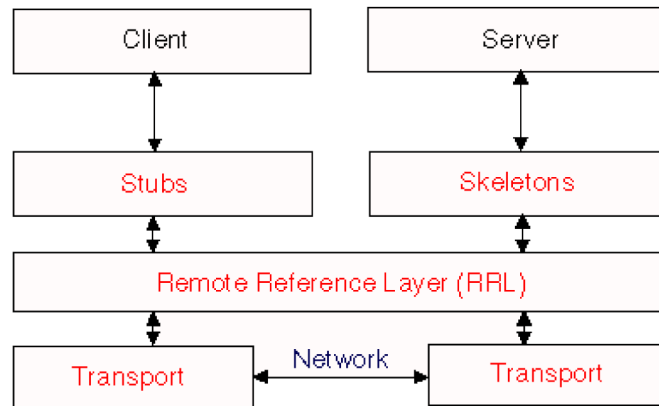 Client
Server
Stubs
Skeletons
Remote Reference Layer (RRL)
Network
Transport
Transport